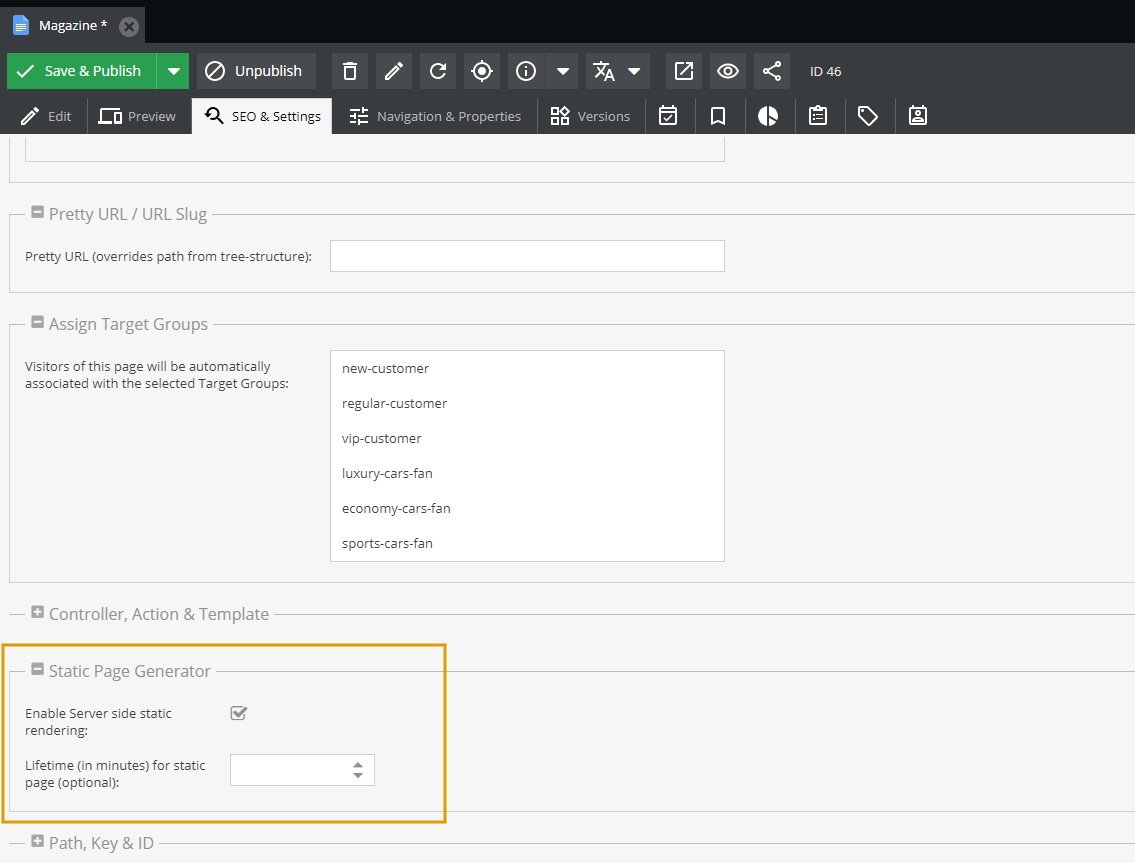 Magazine *
Save & Publish
Unpublish
ID 46
Edit
Preview
SEO & Settings
Navigation & Properties
Versions
Pretty URL / URL Slug
Pretty URL (overrides path from tree-structure):
Assign Target Groups
Visitors of this page will be automatically
associated with the selected Target Groups:
new-customer
regular-customer
vip-customer
luxury-cars-fan
economy-cars-fan
sports-cars-fan
Controller, Action & Template
Static Page Generator
Enable Server side static
rendering:
Lifetime (in minutes) for static
page (optional):
Path, Key & ID